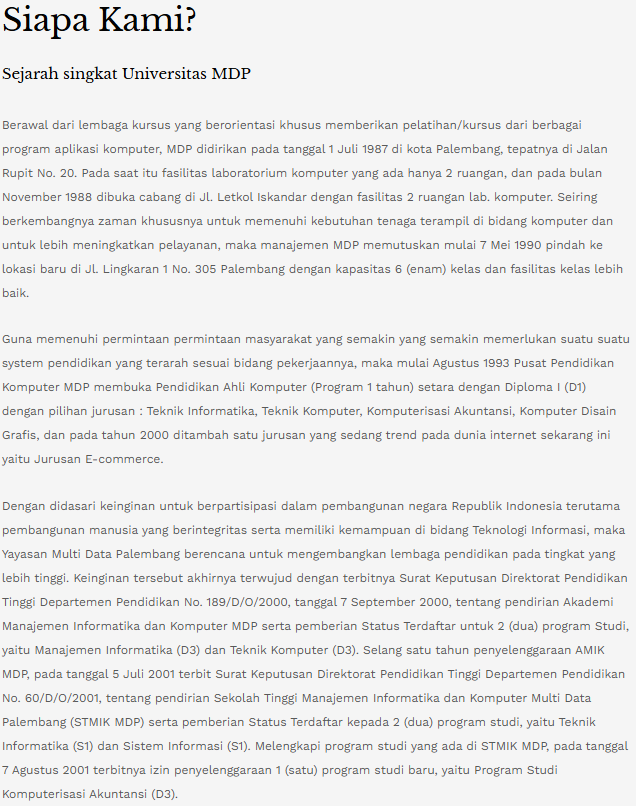 Siapa Kami?
Sejarah singkat Universitas MDP
Berawal dari lembaga kursus yang berorientasi khusus memberikan pelatihan/kursus dari berbagai
program aplikasi komputer, MDP didirikan pada tanggal 1 Juli 1987 di kota Palembang, tepatnya di Jalan
Rupit No. 20. Pada saat itu fasilitas laboratorium komputer yang ada hanya 2 ruangan, dan pada bulan
November 1988 dibuka cabang di Jl. Letkol Iskandar dengan fasilitas 2 ruangan lab. komputer. Seiring
berkembangnya zaman khususnya untuk memenuhi kebutuhan tenaga terampil di bidang komputer dan
untuk lebih meningkatkan pelayanan, maka manajemen MDP memutuskan mulai 7 Mei 1990 pindah ke
lokasi baru di Jl. Lingkaran 1 No. 305 Palembang dengan kapasitas 6 (enam) kelas dan fasilitas kelas lebih
baik.
Guna memenuhi permintaan permintaan masyarakat yang semakin yang semakin memerlukan suatu suatu
system pendidikan yang terarah sesuai bidang pekerjaannya, maka mulai Agustus 1993 Pusat Pendidikan
Komputer MDP membuka Pendidikan Ahli Komputer (Program 1 tahun) setara dengan Diploma I (D1)
dengan pilihan jurusan : Teknik Informatika, Teknik Komputer, Komputerisasi Akuntansi, Komputer Disain
Grafis, dan pada tahun 2000 ditambah satu jurusan yang sedang trend pada dunia internet sekarang ini
yaitu Jurusan E-commerce.
Dengan didasari keinginan untuk berpartisipasi dalam pembangunan negara Republik Indonesia terutama
pembangunan manusia yang berintegritas serta memiliki kemampuan di bidang Teknologi Informasi, maka
Yayasan Multi Data Palembang berencana untuk mengembangkan lembaga pendidikan pada tingkat yang
lebih tinggi. Keinginan tersebut akhirnya terwujud dengan terbitnya Surat Keputusan Direktorat Pendidikan
Tinggi Departemen Pendidikan No. 189/D/O/2000, tanggal 7 September 2000, tentang pendirian Akademi
Manajemen Informatika dan Komputer MDP serta pemberian Status Terdaftar untuk 2 (dua) program Studi,
yaitu Manajemen Informatika (D3) dan Teknik Komputer (D3). Selang satu tahun penyelenggaraan AMIK
MDP, pada tanggal 5 Juli 2001 terbit Surat Keputusan Direktorat Pendidikan Tinggi Departemen Pendidikan
No. 60/D/O/2001, tentang pendirian Sekolah Tinggi Manajemen Informatika dan Komputer Multi Data
Palembang (STMIK MDP) serta pemberian Status Terdaftar kepada 2 (dua) program studi, yaitu Teknik
Informatika (S1) dan Sistem Informasi (S1). Melengkapi program studi yang ada di STMIK MDP, pada tanggal
7 Agustus 2001 terbitnya izin penyelenggaraan 1 (satu) program studi baru, yaitu Program Studi
Komputerisasi Akuntansi (D3).